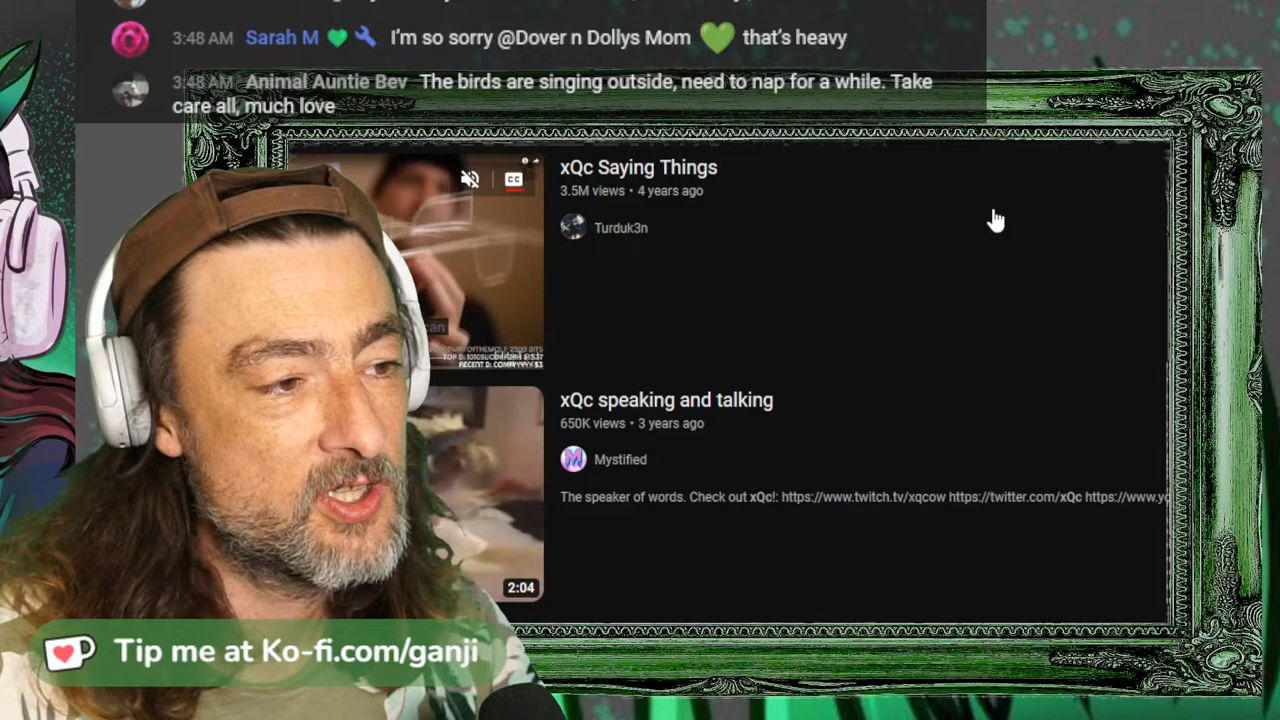 3:48 AM Sarah M 💚🔧 I'm so sorry @Dover n Dollys Mom 💚 that's heavy
3:48 AM Animal Auntie Bev The birds are singing outside, need to nap for a while. Take
care all, much love
xQc Saying Things
3.5M views • 4 years ago
CC
Turduk3n
xQc speaking and talking
650K views • 3 years ago
Mystified
The speaker of words. Check out xQc!: https://www.twitch.tv/xqcow https://twitter.com/xQc https://www.yo
2:04
Tip me at Ko-fi.com/ganji